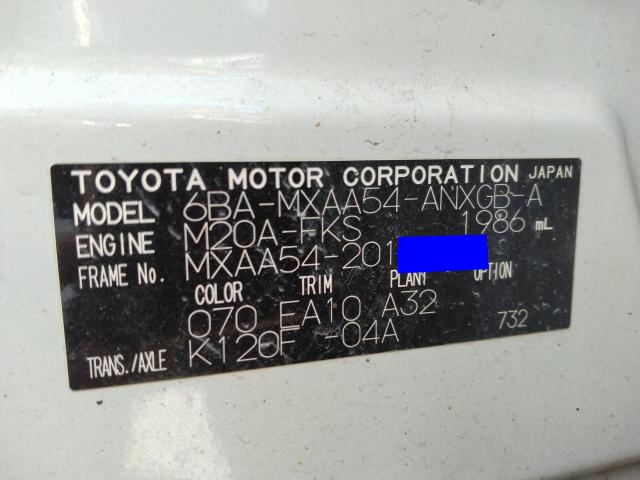 TOYOTA MOTOR CORPORATION JAPAN
MODEL 6BA-MXAA54-ANXGB-A
ENGINE M20A-FKS 1986 mL
FRAME No. MXAA54-201
COLOR TRIM PLANT OPTION
070 EA10 A32
TRANS./AXLE K120F -04A 732